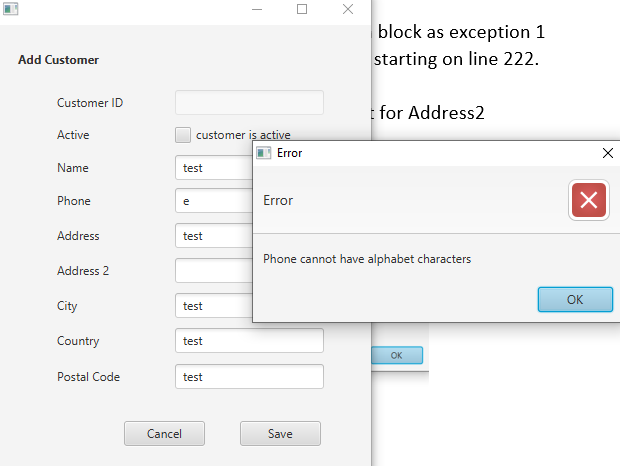 block as exception 1
starting on line 222.
for Address2
Add Customer
Customer ID
Active customer is active
Name test
Phone e
Address test
Address 2
City test
Country test
Postal Code test
Cancel Save
Error
Error
Phone cannot have alphabet characters
OK
OK